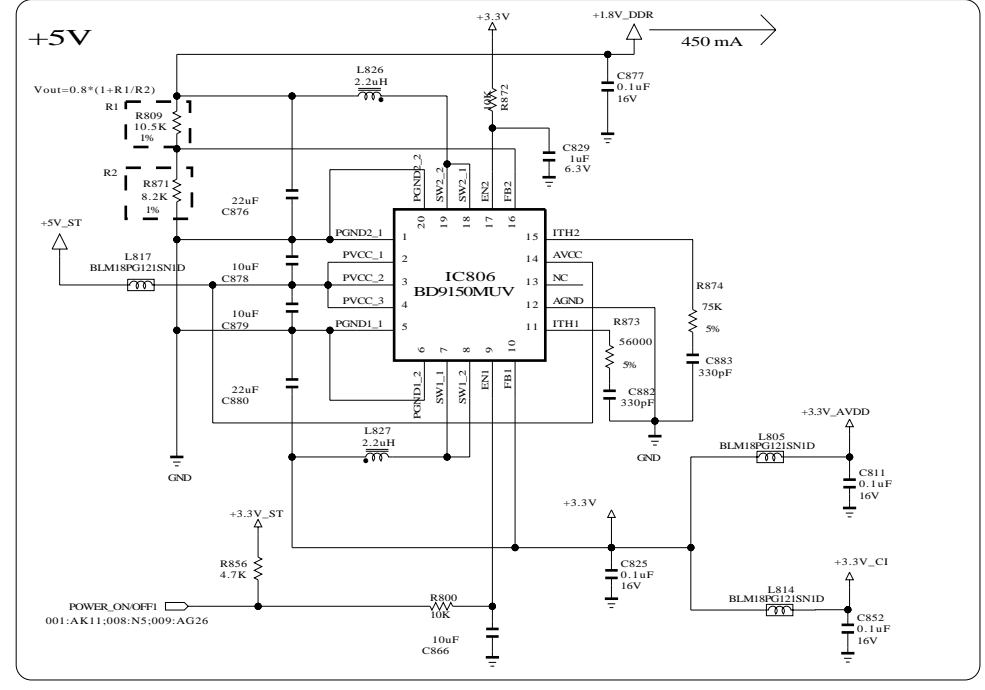 +5V
+3.3V
+1.8V_DDR
450 mA
L826
2.2uH
C877
0.1uF
16V
Vout=0.8*(1+R1/R2)
R1
R809
10.5K
1%
10K
R872
C829
1uF
6.3V
R2
R871
8.2K
1%
22uF
C876
PGND2_2
SW2_2
SW2_1
EN2
FB2
20
19
18
17
16
+5V_ST
L817
BLM18PG121SN1D
10uF
C878
10uF
C879
22uF
C880
PGND2_1
PVCC_1
PVCC_2
PVCC_3
PGND1_1
1
2
3
4
5
IC806
BD9150MUV
15
14
13
12
11
ITH2
AVCC
NC
AGND
ITH1
R874
75K
5%
R873
56000
5%
C883
330pF
C882
330pF
6
7
8
9
10
PGND1_2
SW1_1
SW1_2
EN1
FB1
L827
2.2uH
GND
GND
+3.3V_AVDD
L805
BLM18PG121SN1D
C811
0.1uF
16V
+3.3V_ST
+3.3V
R856
4.7K
C825
0.1uF
16V
+3.3V_CI
L814
BLM18PG121SN1D
C852
0.1uF
16V
POWER_ON/OFF1
001:AK11;008:N5;009:AG26
R800
10K
10uF
C866